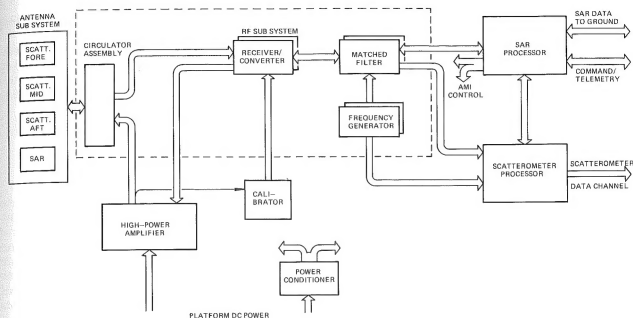 ANTENNA
SUB SYSTEM
SCATT.
FORE
SCATT.
MID
SCATT.
AFT
SAR
CIRCULATOR
ASSEMBLY
RF SUB SYSTEM
RECEIVER/
CONVERTER
MATCHED
FILTER
FREQUENCY
GENERATOR
SAR
PROCESSOR
SAR DATA
TO GROUND
COMMAND/
TELEMETRY
AMI
CONTROL
SCATTEROMETER
PROCESSOR
SCATTEROMETER
DATA CHANNEL
CALI-
BRATOR
HIGH-POWER
AMPLIFIER
POWER
CONDITIONER
PLATFORM DC POWER